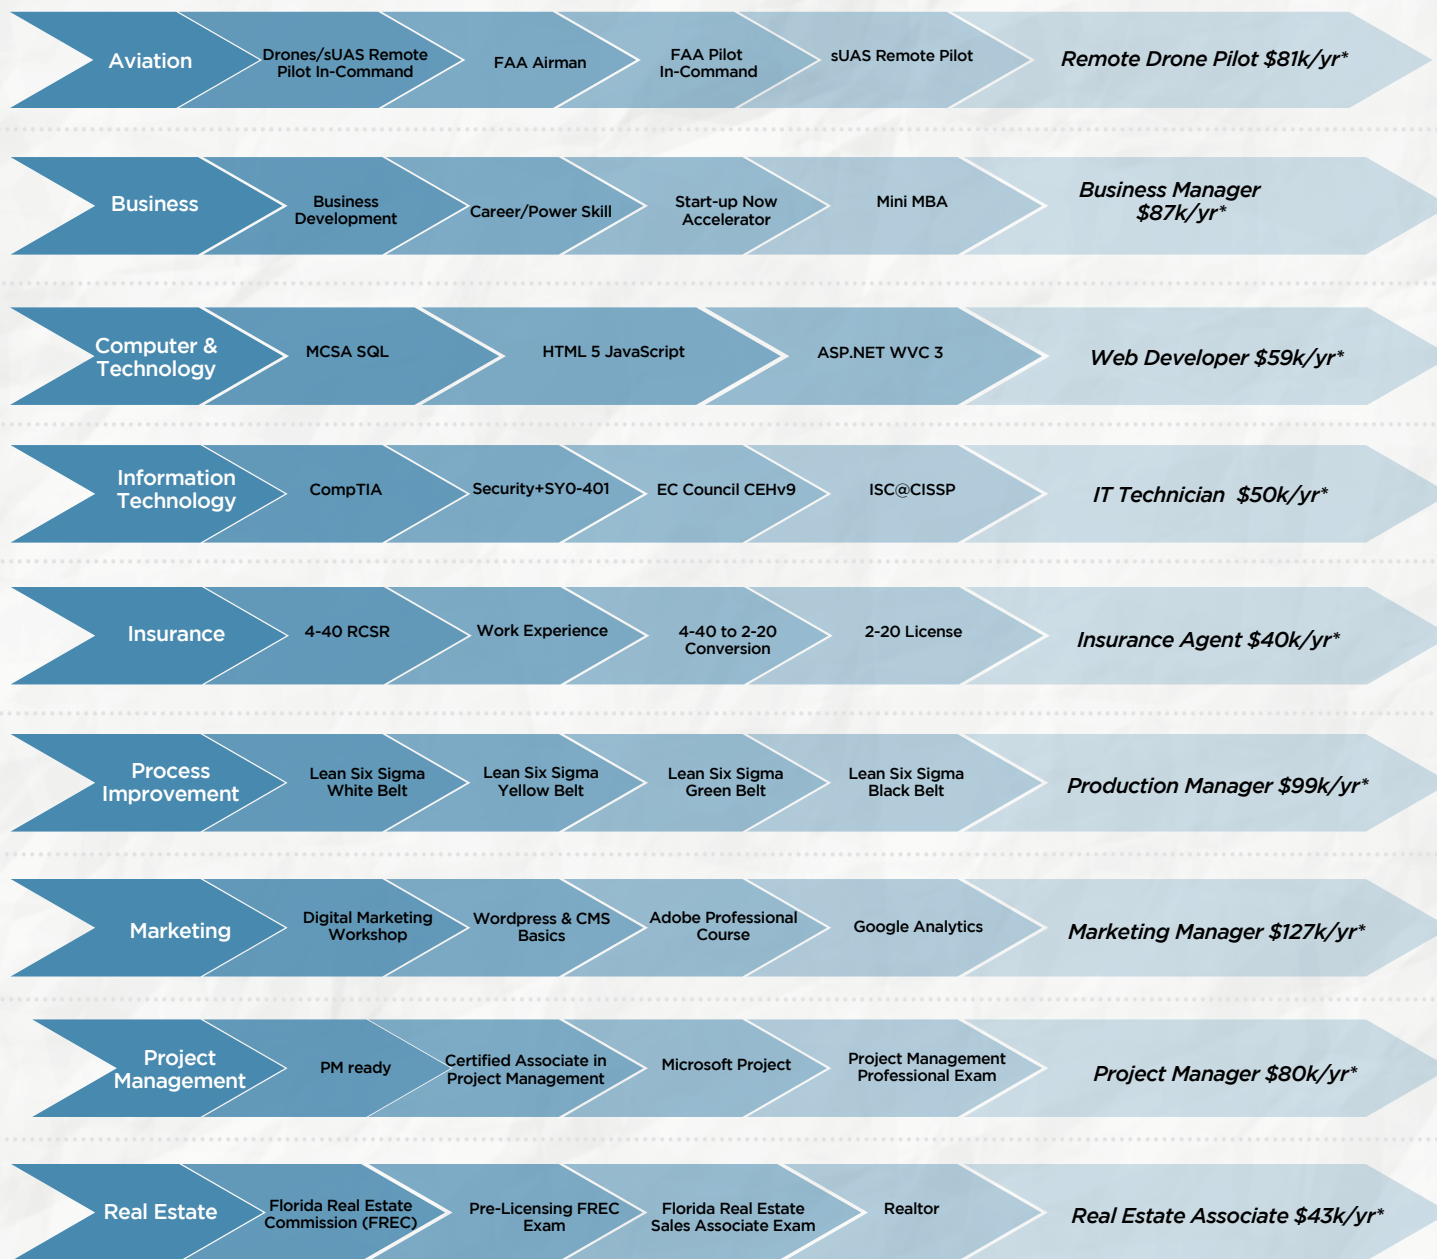 Aviation
Drones/sUAS Remote
Pilot In-Command
FAA Airman
FAA Pilot
In-Command
sUAS Remote Pilot
Remote Drone Pilot $81k/yr*
Business
Business
Development
Career/Power Skill
Start-up Now
Accelerator
Mini MBA
Business Manager
$87k/yr*
Computer &
Technology
MCSA SQL
HTML 5 JavaScript
ASP.NET WVC 3
Web Developer $59k/yr*
Information
Technology
CompTIA
Security+SY0-401
EC Council CEHv9
ISC@CISSP
IT Technician $50k/yr*
Insurance
4-40 RCSR
Work Experience
4-40 to 2-20
Conversion
2-20 License
Insurance Agent $40k/yr*
Process
Improvement
Lean Six Sigma
White Belt
Lean Six Sigma
Yellow Belt
Lean Six Sigma
Green Belt
Lean Six Sigma
Black Belt
Production Manager $99k/yr*
Marketing
Digital Marketing
Workshop
Wordpress & CMS
Basics
Adobe Professional
Course
Google Analytics
Marketing Manager $127k/yr*
Project
Management
PM ready
Certified Associate in
Project Management
Microsoft Project
Project Management
Professional Exam
Project Manager $80k/yr*
Real Estate
Florida Real Estate
Commission (FREC)
Pre-Licensing FREC
Exam
Florida Real Estate
Sales Associate Exam
Realtor
Real Estate Associate $43k/yr*